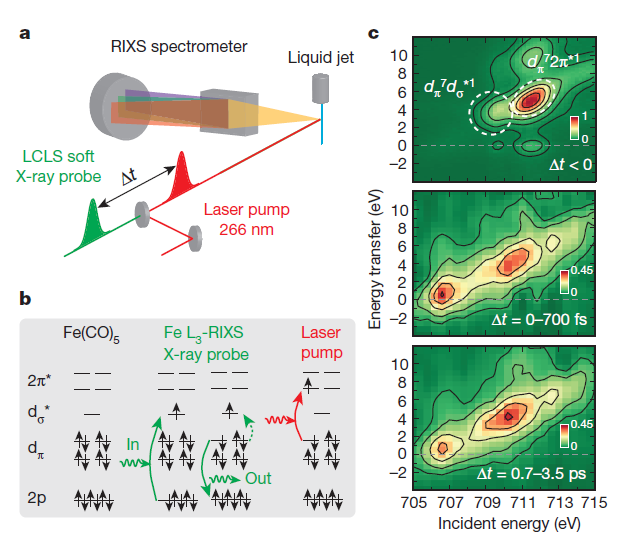 a
RIXS spectrometer
Liquid jet
LCLS soft
X-ray probe
Δt
Laser pump
266 nm
b
Fe(CO)5
Fe L3-RIXS
X-ray probe
Laser
pump
2π*
dσ*
dπ
2p
In
Out
c
Energy transfer (eV)
10
8
6
4
2
0
−2
dπ7dσ*1
dπ72π*1
1
0
Δt < 0
10
8
6
4
2
0
−2
0.45
0
Δt = 0–700 fs
10
8
6
4
2
0
−2
0.45
0
Δt = 0.7–3.5 ps
705 707 709 711 713 715
Incident energy (eV)